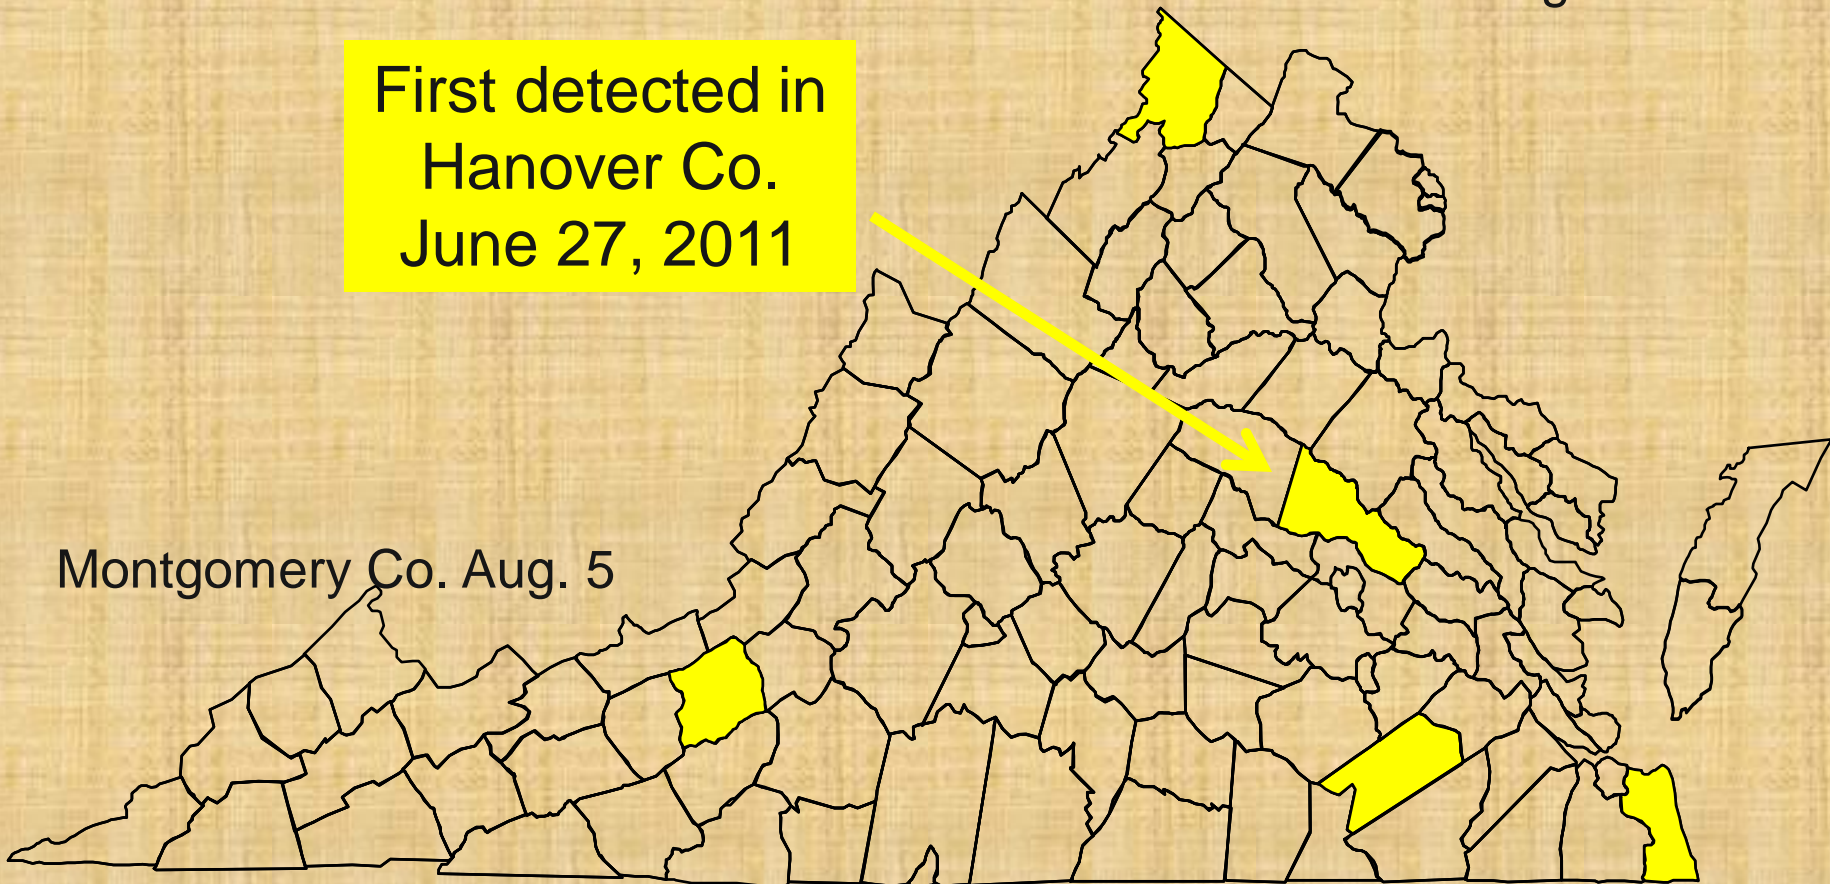 First detected in
Hanover Co.
June 27, 2011
Montgomery Co. Aug. 5